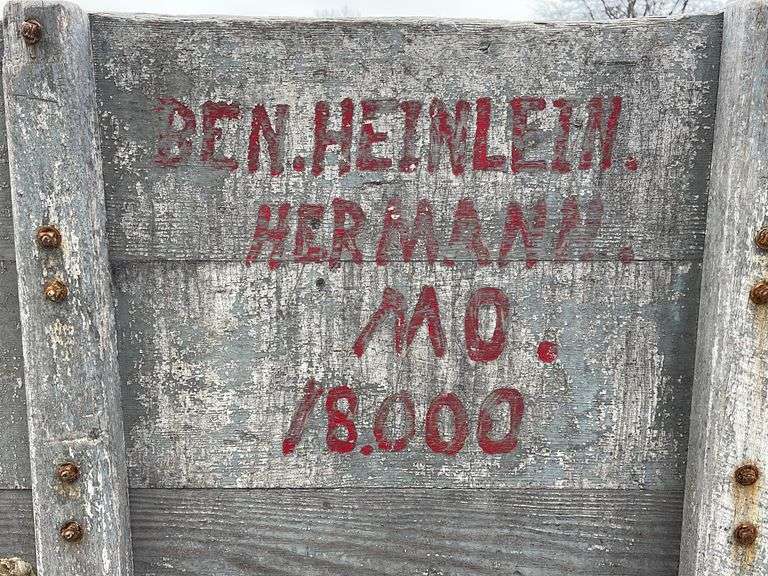 BEN. HEINLEIN.
HERMANN.
MO.
18.000